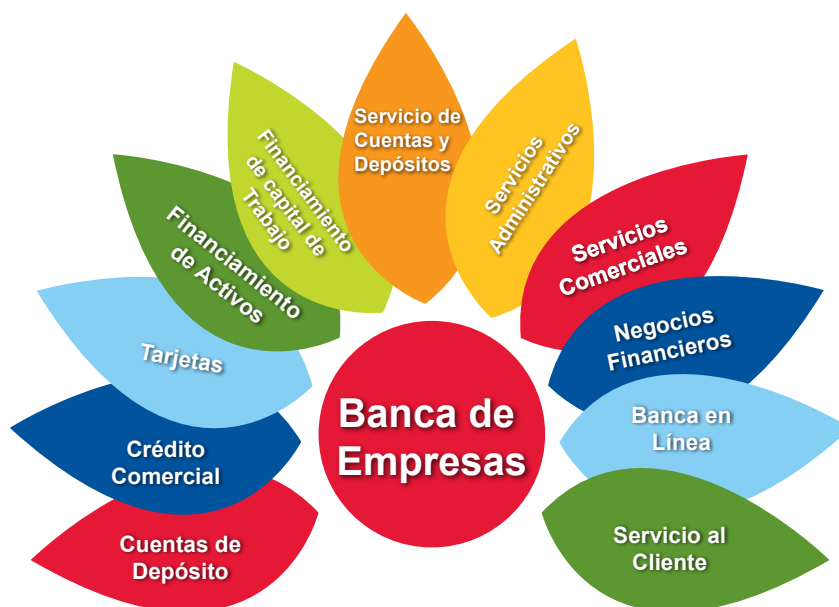 Servicio de
Cuentas y
Depósitos
Financiamiento
de capital de
Trabajo
Servicios
Administrativos
Financiamiento
de Activos
Servicios
Comerciales
Tarjetas
Negocios
Financieros
Banca de
Empresas
Crédito
Comercial
Banca en
Línea
Cuentas de
Depósito
Servicio al
Cliente